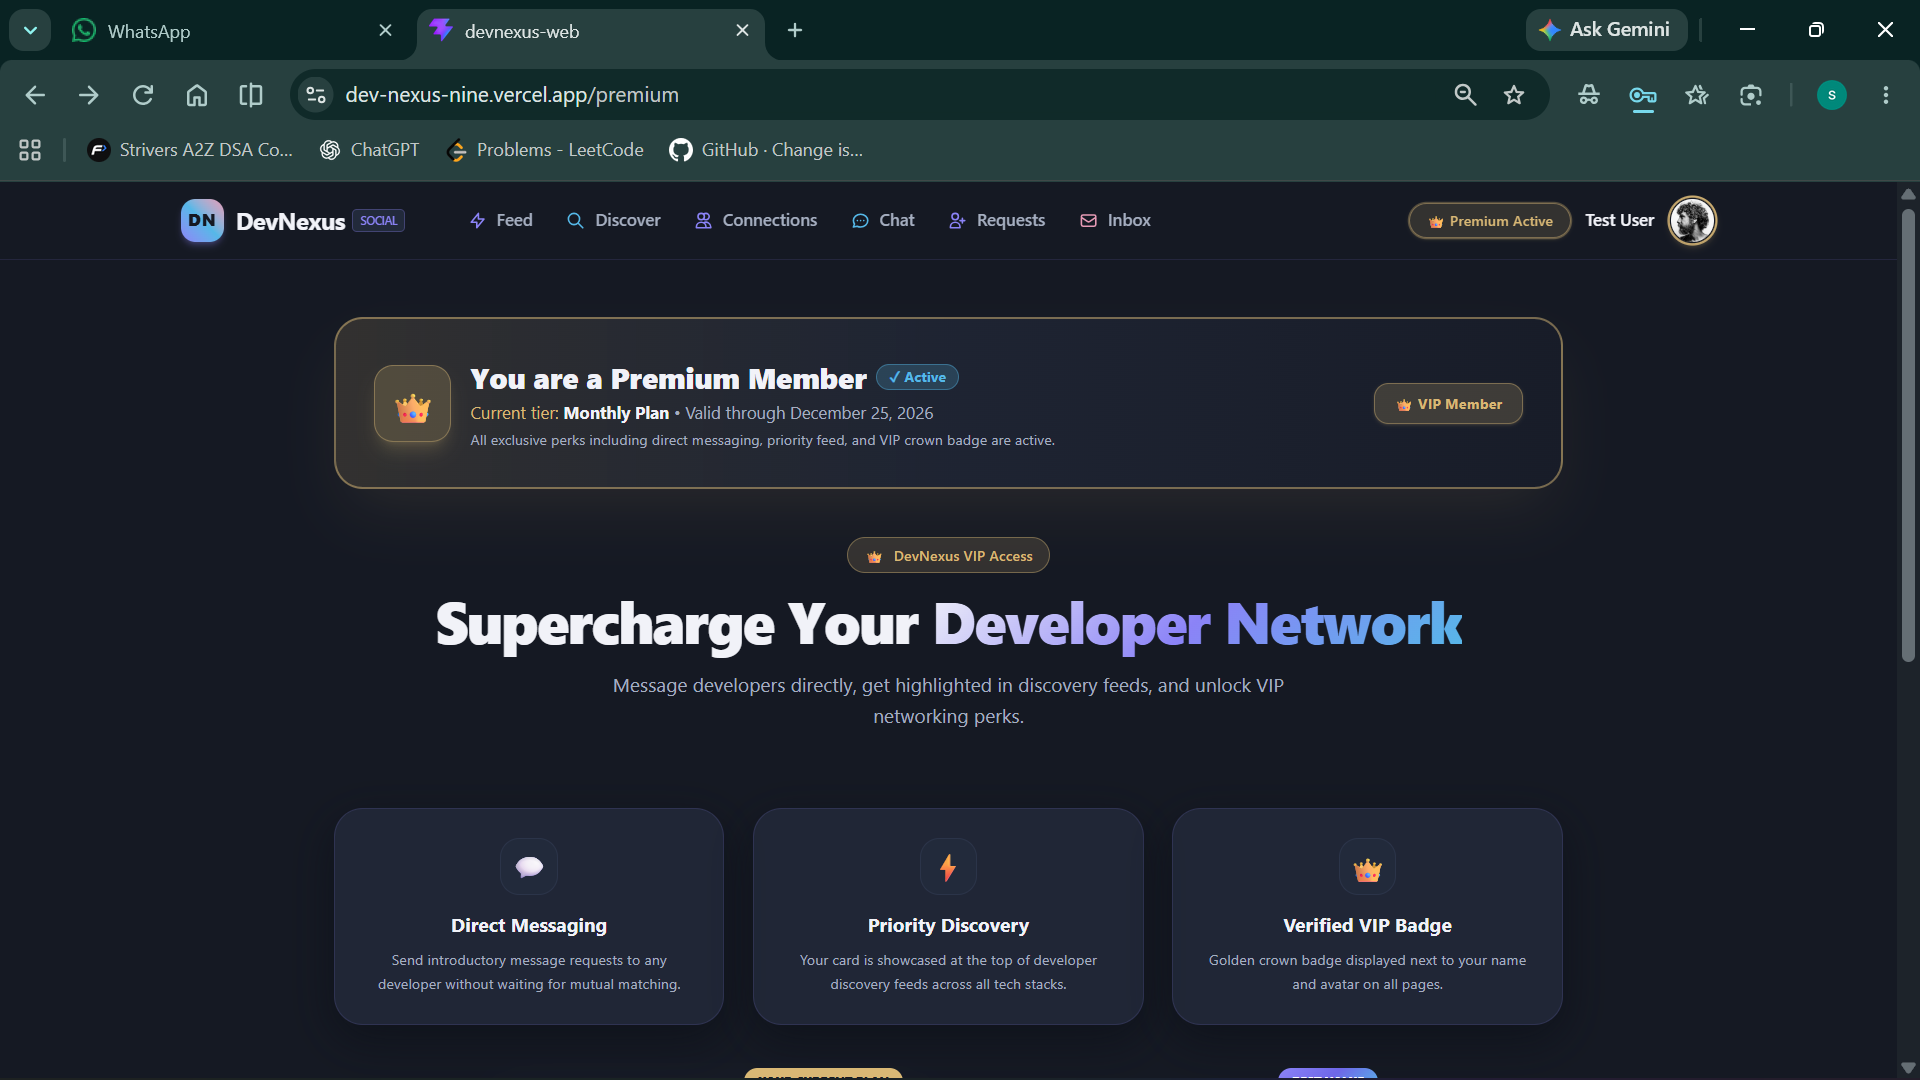 WhatsApp
devnexus-web
Ask Gemini
dev-nexus-nine.vercel.app/premium
S
Strivers A2Z DSA Co...
ChatGPT
Problems - LeetCode
GitHub · Change is...
DN
DevNexus
SOCIAL
Feed
Discover
Connections
Chat
Requests
Inbox
Premium Active
Test User
You are a Premium Member
✓ Active
Current tier: Monthly Plan • Valid through December 25, 2026
All exclusive perks including direct messaging, priority feed, and VIP crown badge are active.
VIP Member
DevNexus VIP Access
Supercharge Your Developer Network
Message developers directly, get highlighted in discovery feeds, and unlock VIP
networking perks.
Direct Messaging
Send introductory message requests to any
developer without waiting for mutual matching.
Priority Discovery
Your card is showcased at the top of developer
discovery feeds across all tech stacks.
Verified VIP Badge
Golden crown badge displayed next to your name
and avatar on all pages.